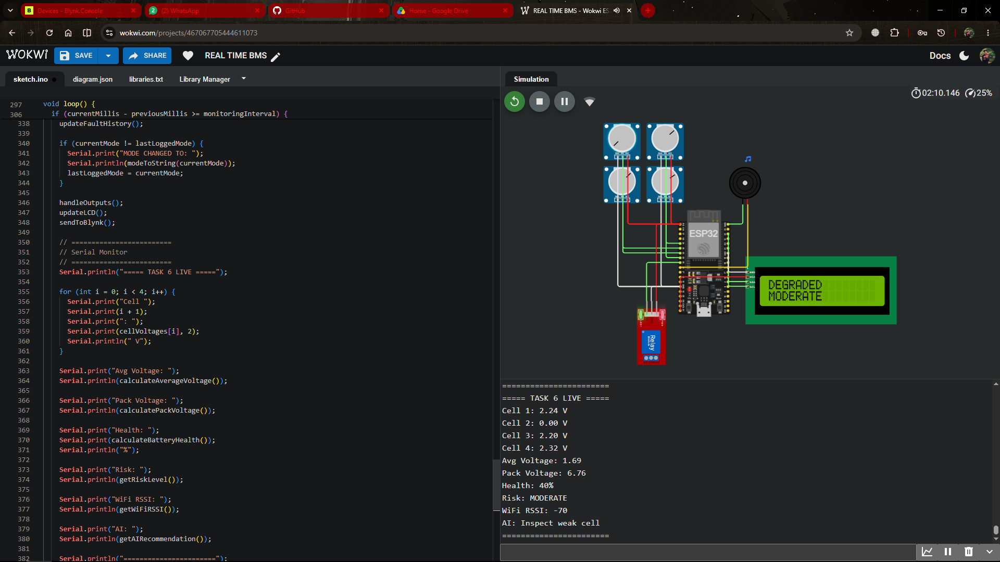 Devices - Blynk.Console
2
(2) WhatsApp
GitHub
Home - Google Drive
REAL TIME BMS - Wokwi ES
wokwi.com/projects/467067705444611073
WOKWI
SAVE
SHARE
REAL TIME BMS
Docs
sketch.ino
diagram.json
libraries.txt
Library Manager
297 void loop() {
306 if (currentMillis - previousMillis >= monitoringInterval) {
338 updateFaultHistory();
339
340 if (currentMode != lastLoggedMode) {
341 Serial.print("MODE CHANGED TO: ");
342 Serial.println(modeToString(currentMode));
343 lastLoggedMode = currentMode;
344 }
345
346 handleOutputs();
347 updateLCD();
348 sendToBlynk();
349
350 // =========================
351 // Serial Monitor
352 // =========================
353 Serial.println("===== TASK 6 LIVE =====");
354
355 for (int i = 0; i < 4; i++) {
356 Serial.print("Cell ");
357 Serial.print(i + 1);
358 Serial.print(": ");
359 Serial.print(cellVoltages[i], 2);
360 Serial.println(" V");
361 }
362
363 Serial.print("Avg Voltage: ");
364 Serial.println(calculateAverageVoltage());
365
366 Serial.print("Pack Voltage: ");
367 Serial.println(calculatePackVoltage());
368
369 Serial.print("Health: ");
370 Serial.print(calculateBatteryHealth());
371 Serial.println("%");
372
373 Serial.print("Risk: ");
374 Serial.println(getRiskLevel());
375
376 Serial.print("WiFi RSSI: ");
377 Serial.println(getWiFiRSSI());
378
379 Serial.print("AI: ");
380 Serial.println(getAIRecommendation());
381
382 Serial.println("=======================");
Simulation
02:10.146
25%
ESP32
DEGRADED
MODERATE
Relay
Module
=======================
===== TASK 6 LIVE =====
Cell 1: 2.24 V
Cell 2: 0.00 V
Cell 3: 2.20 V
Cell 4: 2.32 V
Avg Voltage: 1.69
Pack Voltage: 6.76
Health: 40%
Risk: MODERATE
WiFi RSSI: -70
AI: Inspect weak cell
=======================